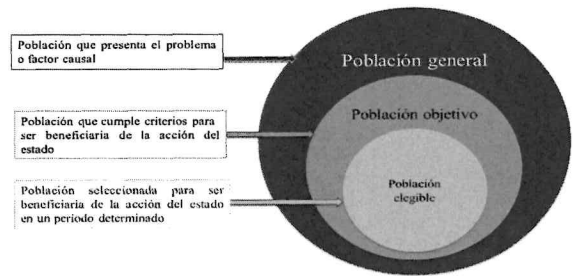 Población que presenta el problema
o factor causal
Población general
Población que cumple criterios para
ser beneficiaria de la acción del
estado
Población objetivo
Población seleccionada para ser
beneficiaria de la acción del estado
en un periodo determinado
Población
elegible